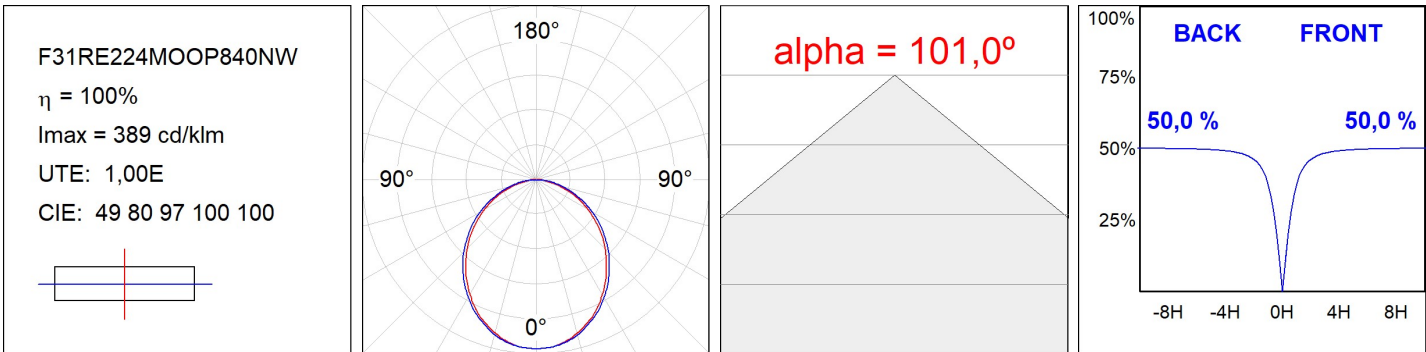 F31RE224MOOP840NW
η = 100%
Imax = 389 cd/klm
UTE: 1,00E
CIE: 49 80 97 100 100
180°
90° 90°
0°
alpha = 101,0º
100%
BACK FRONT
75%
50,0 % 50,0 %
50%
25%
-8H -4H 0H 4H 8H